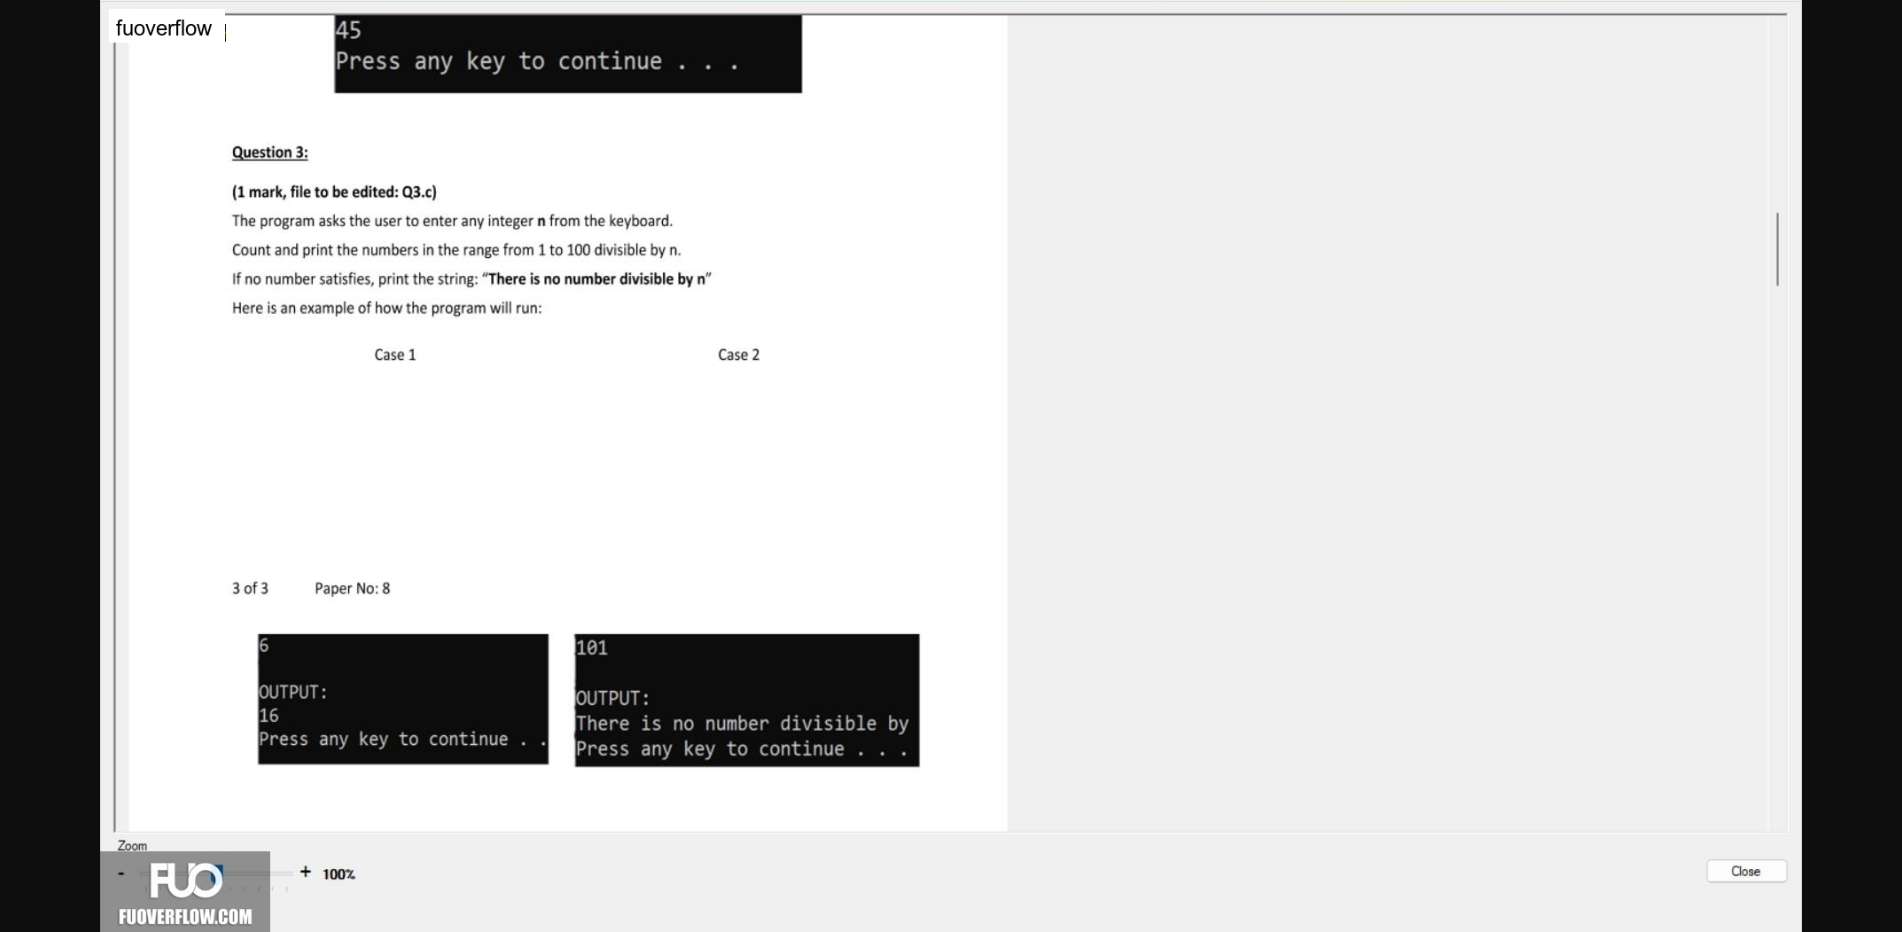 fuoverflow
45
Press any key to continue . . .
Question 3:
(1 mark, file to be edited: Q3.c)
The program asks the user to enter any integer n from the keyboard.
Count and print the numbers in the range from 1 to 100 divisible by n.
If no number satisfies, print the string: “There is no number divisible by n”
Here is an example of how the program will run:
Case 1 Case 2
3 of 3 Paper No: 8
6
OUTPUT:
16
Press any key to continue . .
101
OUTPUT:
There is no number divisible by
Press any key to continue . . .
Zoom
- + 100%
Close
FUO
FUOVERFLOW.COM